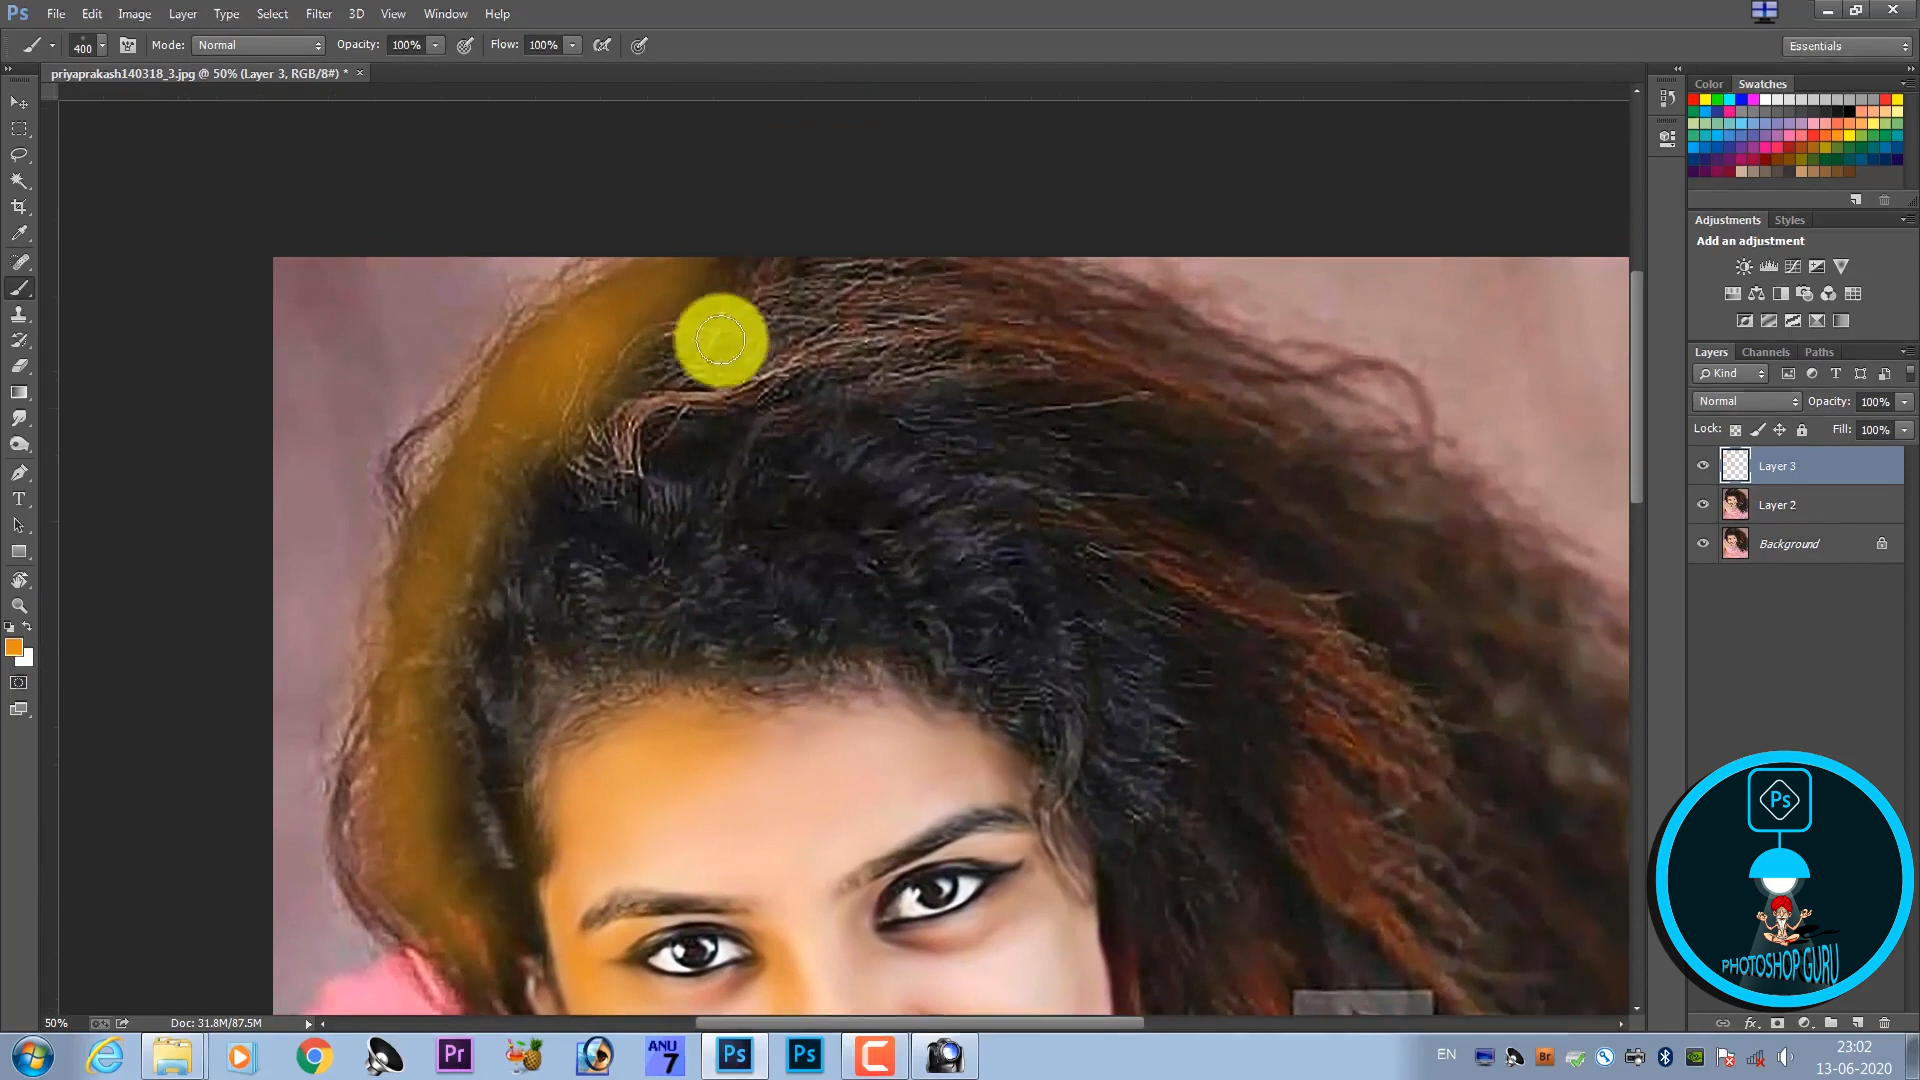 Ps File Edit Image Layer Type Select Filter 3D View Window Help
400 Mode: Normal Opacity: 100% Flow: 100% Essentials
priyaprakash140318_3.jpg @ 50% (Layer 3, RGB/8#) * ×
Color Swatches
Adjustments Styles
Add an adjustment
Layers Channels Paths
Kind
Normal Opacity: 100%
Lock: Fill: 100%
Layer 3
Layer 2
Background
Ps
PHOTOSHOP GURU
50% Doc: 31.8M/87.5M
Pr ANU 7 Ps Ps EN Br 23:02
13-06-2020